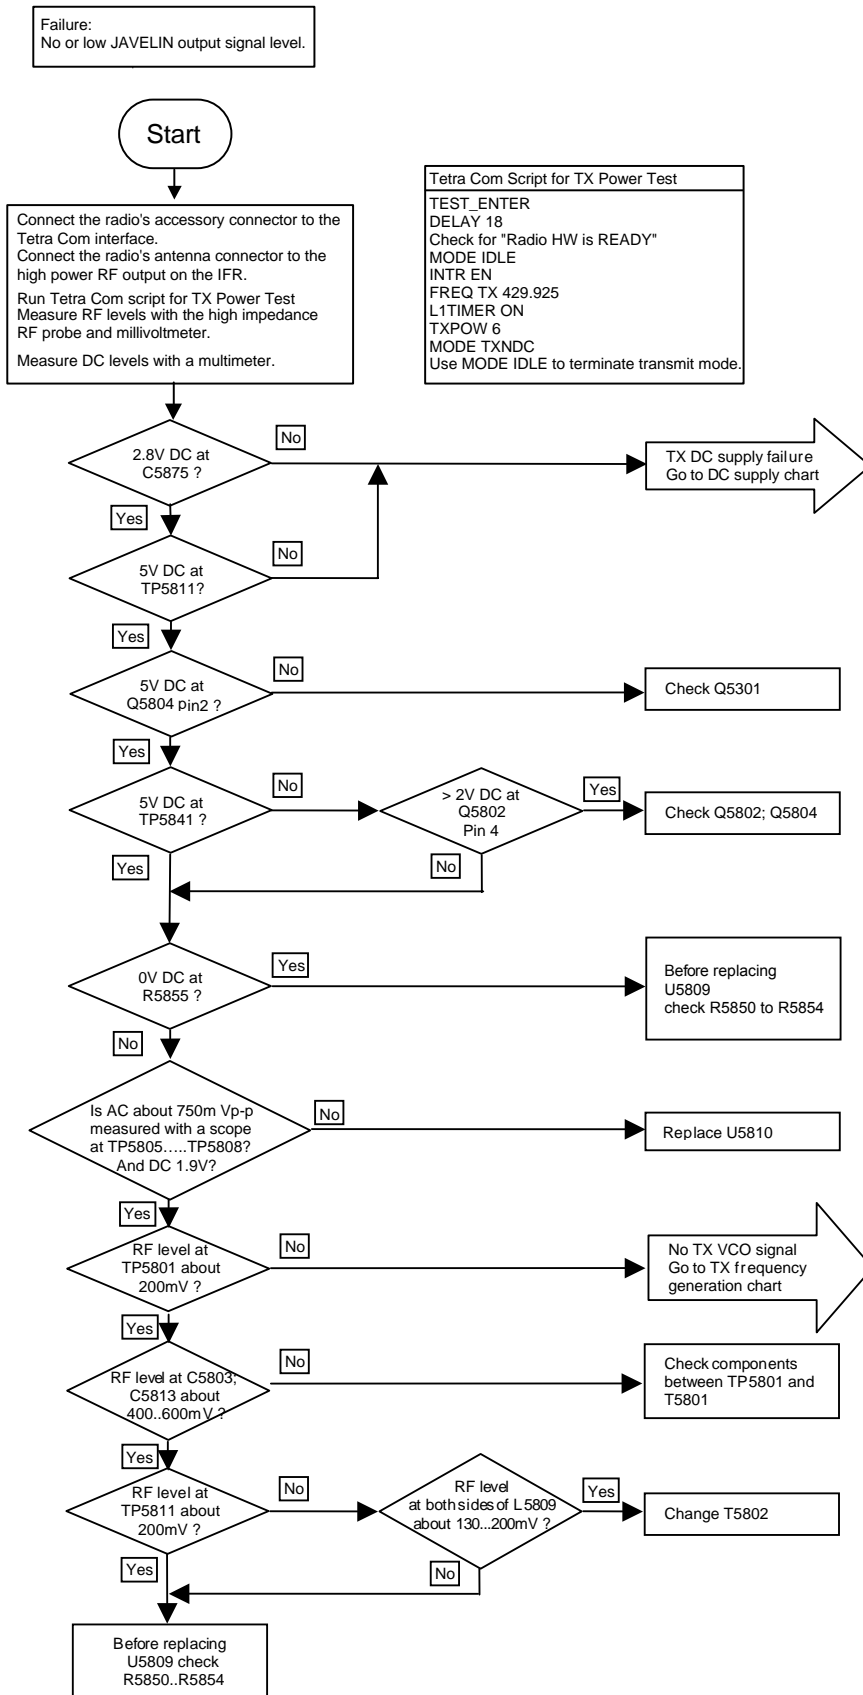 Failure:
No or low JAVELIN output signal level.
Start
Connect the radio's accessory connector to the
Tetra Com interface.
Connect the radio's antenna connector to the
high power RF output on the IFR.
Run Tetra Com script for TX Power Test
Measure RF levels with the high impedance
RF probe and millivoltmeter.
Measure DC levels with a multimeter.
Tetra Com Script for TX Power Test
TEST_ENTER
DELAY 18
Check for "Radio HW is READY"
MODE IDLE
INTR EN
FREQ TX 429.925
L1TIMER ON
TXPOW 6
MODE TXNDC
Use MODE IDLE to terminate transmit mode.
2.8V DC at
C5875 ?
No
TX DC supply failure
Go to DC supply chart
Yes
5V DC at
TP5811?
No
Yes
5V DC at
Q5804 pin2 ?
No
Check Q5301
Yes
5V DC at
TP5841 ?
No
> 2V DC at
Q5802
Pin 4
Yes
Check Q5802; Q5804
Yes
No
0V DC at
R5855 ?
Yes
Before replacing
U5809
check R5850 to R5854
No
Is AC about 750m Vp-p
measured with a scope
at TP5805.....TP5808?
And DC 1.9V?
No
Replace U5810
Yes
RF level at
TP5801 about
200mV ?
No
No TX VCO signal
Go to TX frequency
generation chart
Yes
RF level at C5803;
C5813 about
400..600mV ?
No
Check components
between TP5801 and
T5801
Yes
RF level at
TP5811 about
200mV ?
No
RF level
at both sides of L5809
about 130...200mV ?
Yes
Change T5802
Yes
No
Before replacing
U5809 check
R5850..R5854